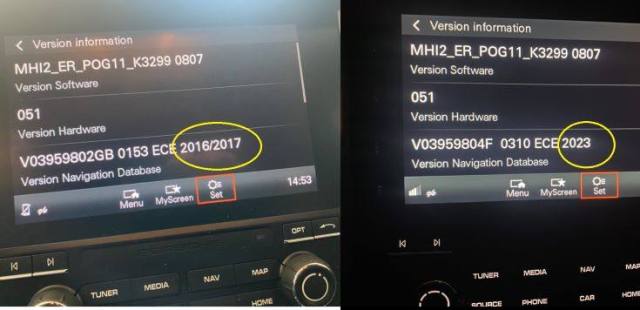 < Version information
MHI2_ER_POG11_K3299 0807
Version Software
051
Version Hardware
V03959802GB 0153 ECE 2016/2017
Version Navigation Database
Menu MyScreen Set 14:53
OPT
TUNER MEDIA NAV MAP
HOME
< Version information
MHI2_ER_POG11_K3299 0807
Version Software
051
Version Hardware
V03959804F 0310 ECE 2023
Version Navigation Database
Menu MyScreen Set
TUNER MEDIA NAV MAP
SOURCE PHONE CAR HOME